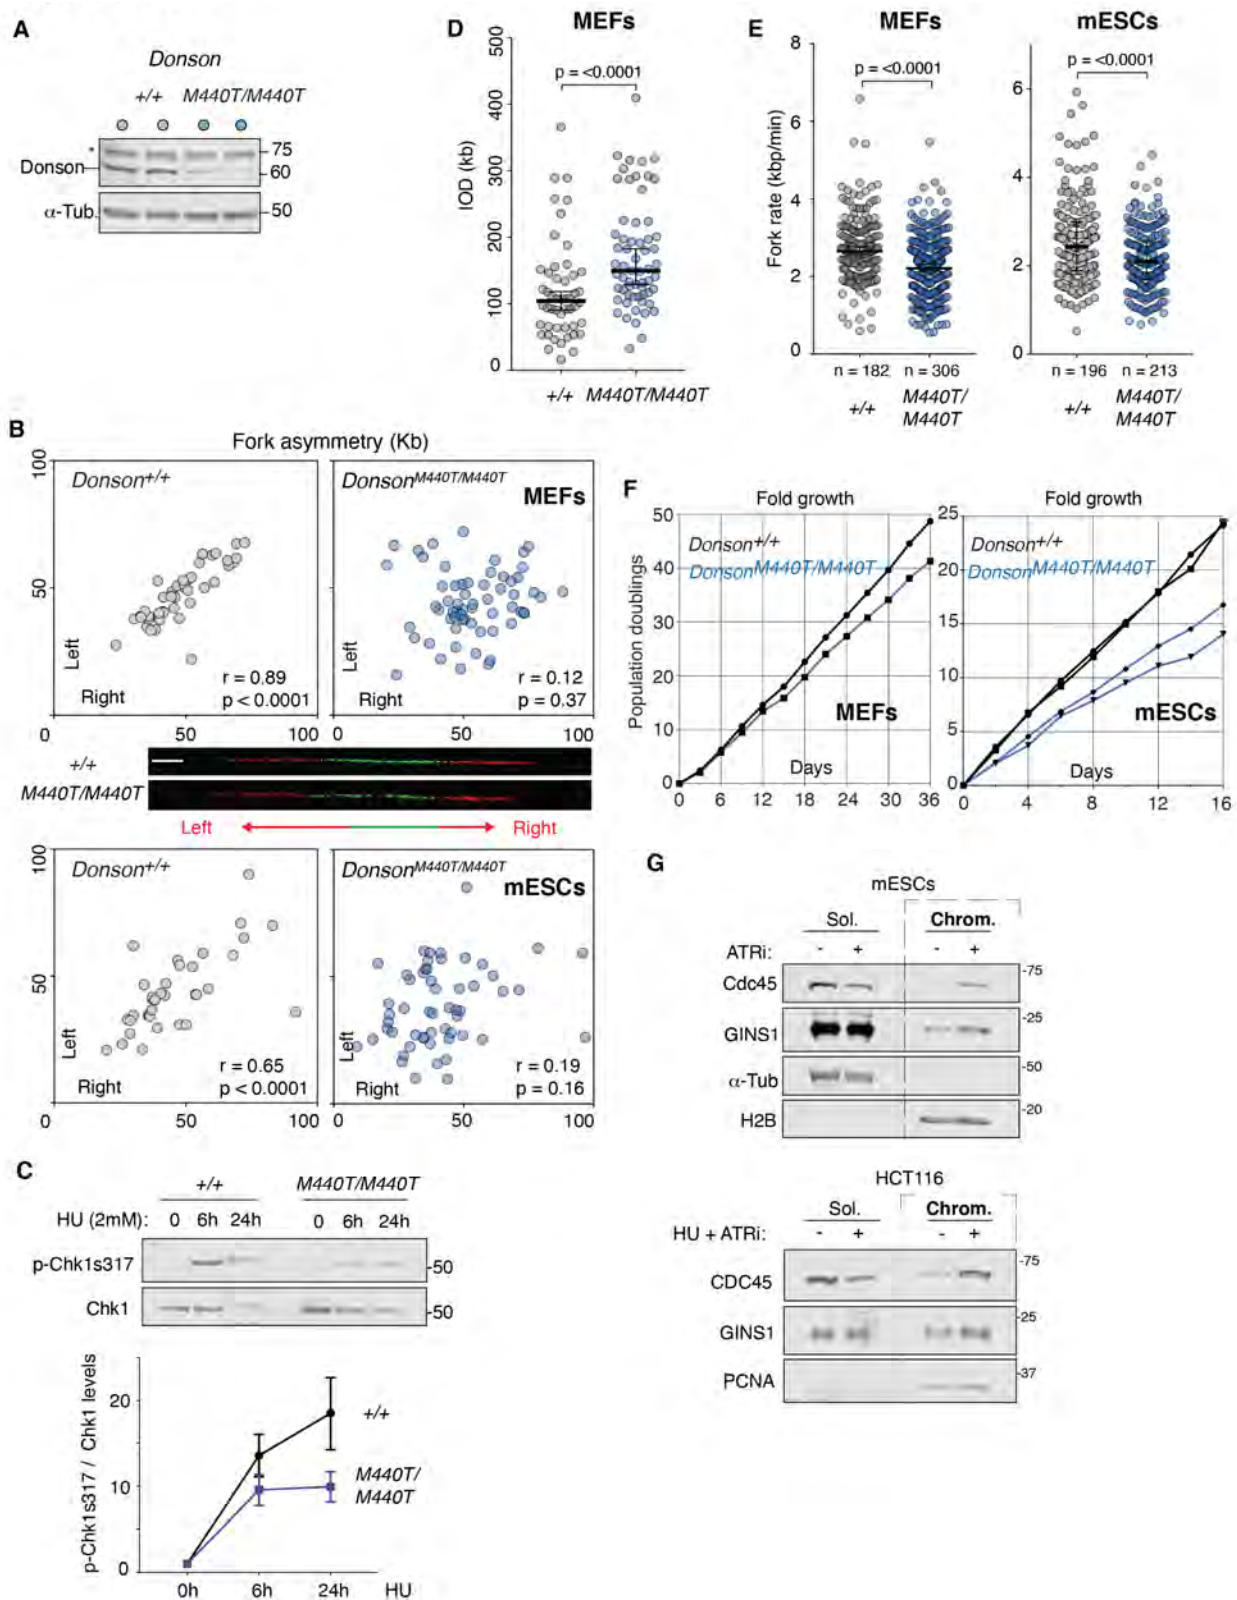 A
Donson
+/+ M440T/M440T
*
Donson
75
60
α-Tub.
50
D
MEFs
p = <0.0001
IOD (kb)
500
400
300
200
100
0
+/+ M440T/M440T
E
MEFs
mESCs
p = <0.0001
p = <0.0001
Fork rate (kbp/min)
8
6
4
2
0
6
4
2
0
n = 182 n = 306
n = 196 n = 213
+/+ M440T/
M440T
+/+ M440T/
M440T
B
Fork asymmetry (Kb)
100
50
Donson+/+
Left
Right
r = 0.89
p < 0.0001
0 50 100
DonsonM440T/M440T
MEFs
Left
Right
r = 0.12
p = 0.37
50 100
+/+
M440T/M440T
Left
Right
100
50
Donson+/+
Left
Right
r = 0.65
p < 0.0001
0 50 100
DonsonM440T/M440T
mESCs
Left
Right
r = 0.19
p = 0.16
0 50 100
F
Fold growth
Fold growth
Population doublings
50
40
30
20
10
0
Donson+/+
DonsonM440T/M440T
MEFs
Days
0 3 6 12 18 24 30 36
25
20
15
10
5
0
Donson+/+
DonsonM440T/M440T
mESCs
Days
0 4 8 12 16
C
+/+
M440T/M440T
HU (2mM): 0 6h 24h 0 6h 24h
p-Chk1s317
-50
Chk1
-50
p-Chk1s317 / Chk1 levels
20
10
0
+/+
M440T/
M440T
0h 6h 24h HU
G
mESCs
Sol. Chrom.
ATRi: - + - +
Cdc45
-75
GINS1
-25
α-Tub
-50
H2B
-20
HCT116
Sol. Chrom.
HU + ATRi: - + - +
CDC45
-75
GINS1
-25
PCNA
-37